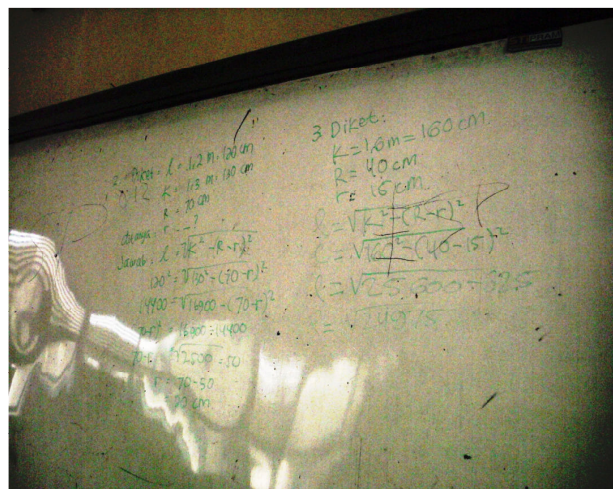 2. Diket = l = 1,2 m = 120 cm
K = 1,3 m = 130 cm
R = 70 cm
ditanya : r = ...?
Jawab : l = √K² - (R - r)²
120² = √130² - (70 - r)²
14400 = √16900 - (70 - r)²
70-r)² = 16900 - 14400
70-r = √2500 = 50
r = 70-50
20 cm
3 Diket:
K = 1,6 m = 160 cm
R = 40 cm
r = 15 cm
l = √K² - (R-r)²
l = √160² - (40-15)²
l = √25 600 - 625
= √